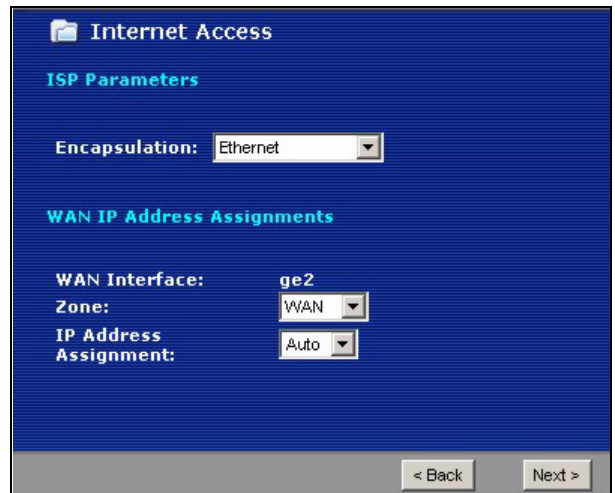 Internet Access
ISP Parameters
Encapsulation: Ethernet
WAN IP Address Assignments
WAN Interface: ge2
Zone: WAN
IP Address
Assignment: Auto
< Back Next >